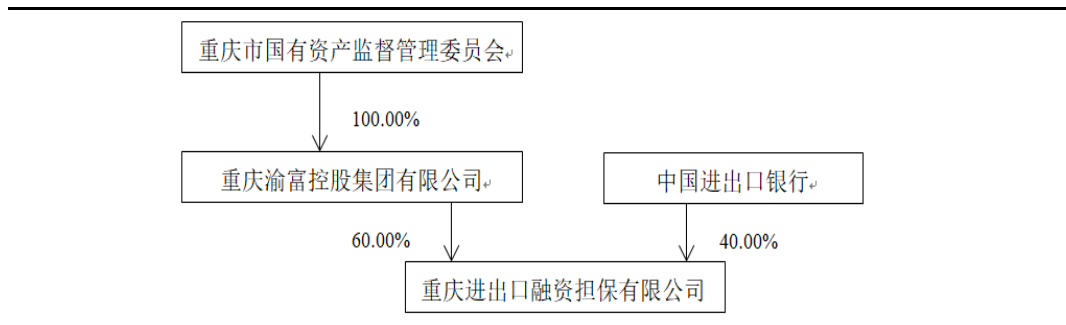 重庆市国有资产监督管理委员会
100.00%
重庆渝富控股集团有限公司
中国进出口银行
60.00%
40.00%
重庆进出口融资担保有限公司